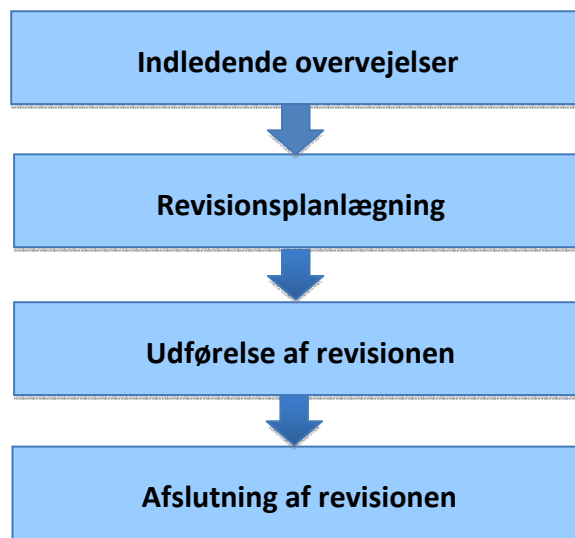 Indledende overvejelser
Revisionsplanlægning
Udførelse af revisionen
Afslutning af revisionen